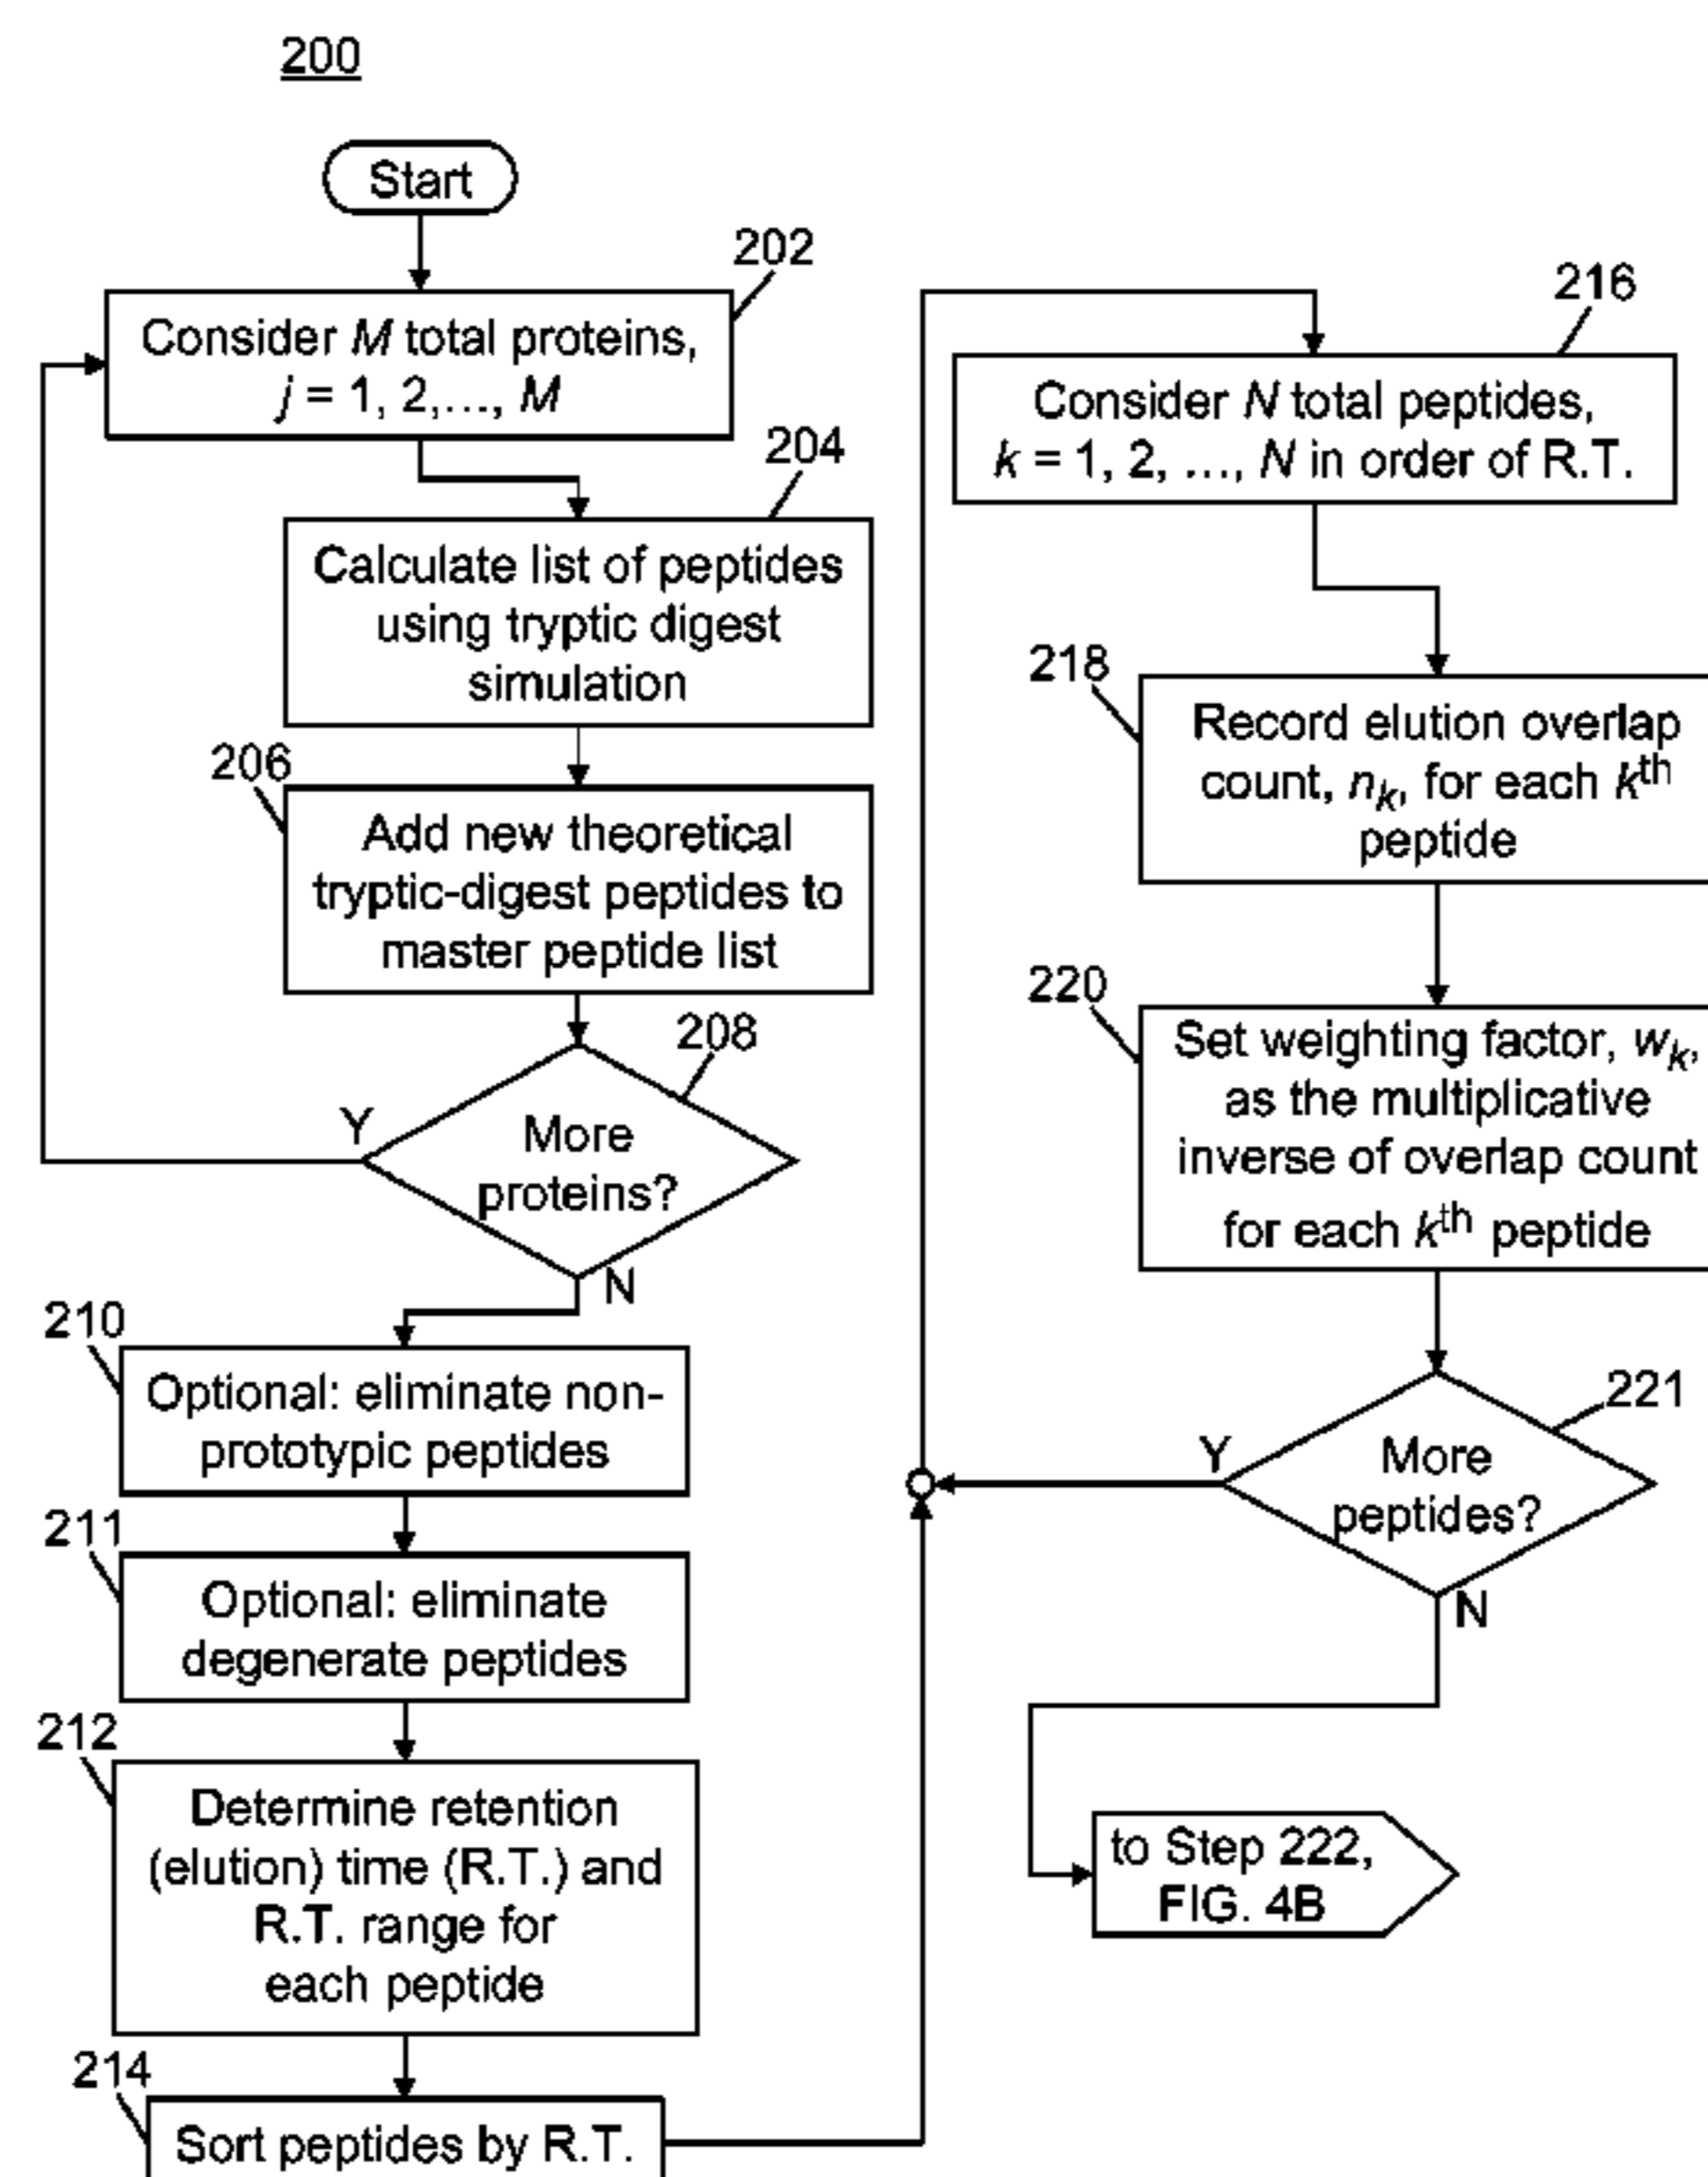 200
Start
202
Consider M total proteins,
j = 1, 2,..., M
204
Calculate list of peptides
using tryptic digest
simulation
206
Add new theoretical
tryptic-digest peptides to
master peptide list
208
More
proteins?
Y
N
210
Optional: eliminate non-
prototypic peptides
211
Optional: eliminate
degenerate peptides
212
Determine retention
(elution) time (R.T.) and
R.T. range for
each peptide
214
Sort peptides by R.T.
216
Consider N total peptides,
k = 1, 2, ..., N in order of R.T.
218
Record elution overlap
count, nk, for each kth
peptide
220
Set weighting factor, wk,
as the multiplicative
inverse of overlap count
for each kth peptide
221
More
peptides?
Y
N
to Step 222,
FIG. 4B